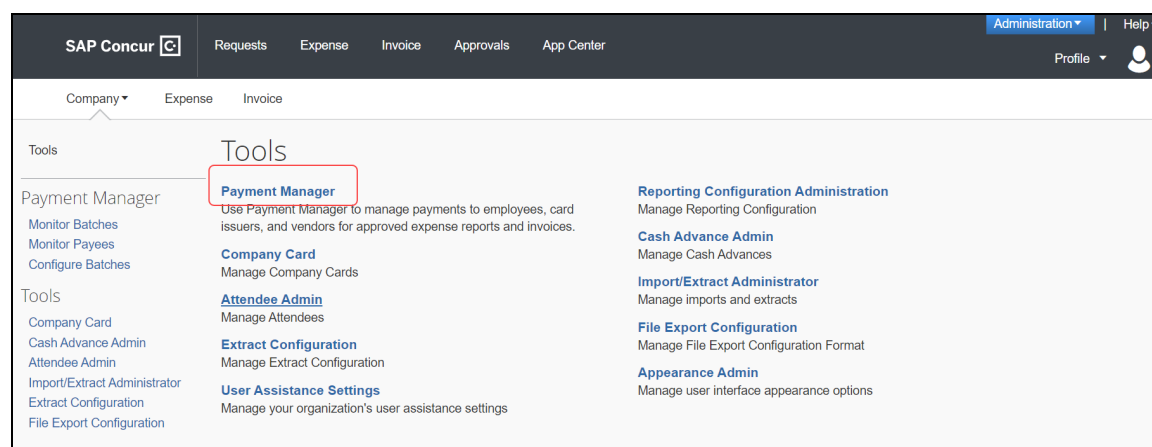 Administration | Help
SAP Concur C Requests Expense Invoice Approvals App Center
Profile
Company Expense Invoice
Tools
Payment Manager
Monitor Batches
Monitor Payees
Configure Batches
Tools
Company Card
Cash Advance Admin
Attendee Admin
Import/Extract Administrator
Extract Configuration
File Export Configuration
Tools
Payment Manager
Use Payment Manager to manage payments to employees, card
issuers, and vendors for approved expense reports and invoices.
Company Card
Manage Company Cards
Attendee Admin
Manage Attendees
Extract Configuration
Manage Extract Configuration
User Assistance Settings
Manage your organization's user assistance settings
Reporting Configuration Administration
Manage Reporting Configuration
Cash Advance Admin
Manage Cash Advances
Import/Extract Administrator
Manage imports and extracts
File Export Configuration
Manage File Export Configuration Format
Appearance Admin
Manage user interface appearance options